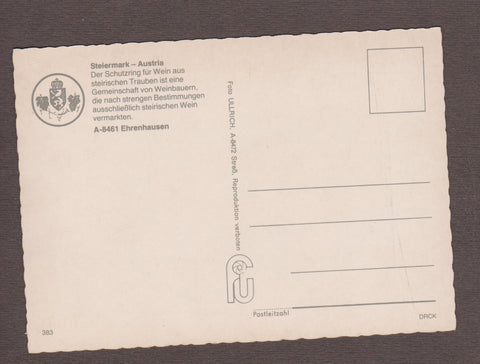 Steiermark – Austria
Der Schutzring für Wein aus
steirischen Trauben ist eine
Gemeinschaft von Weinbauern,
die nach strengen Bestimmungen
ausschließlich steirischen Wein
vermarkten.
A-8461 Ehrenhausen
Foto ULLRICH, A-8472 Straß, Reproduktion verboten
Postleitzahl
383
DRCK